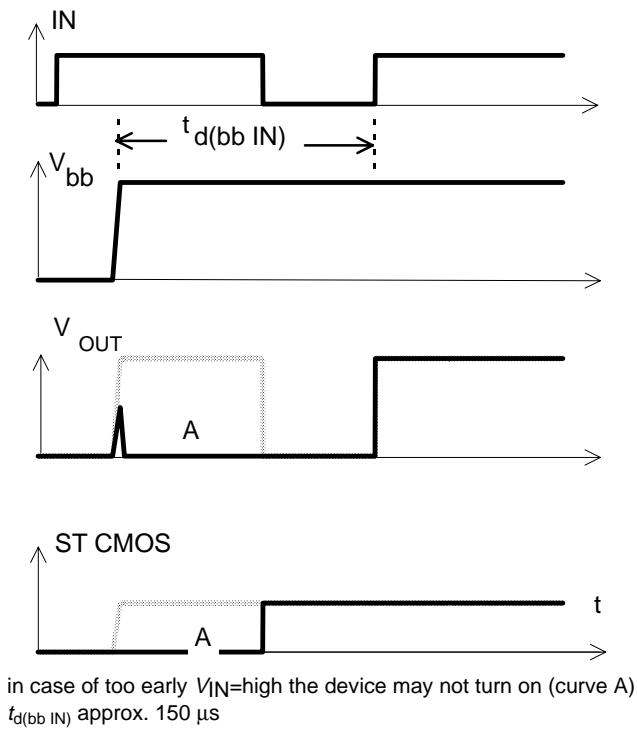 IN
t d(bb IN)
V bb
V OUT
A
ST CMOS
t
A
in case of too early VIN=high the device may not turn on (curve A)
td(bb IN) approx. 150 µs